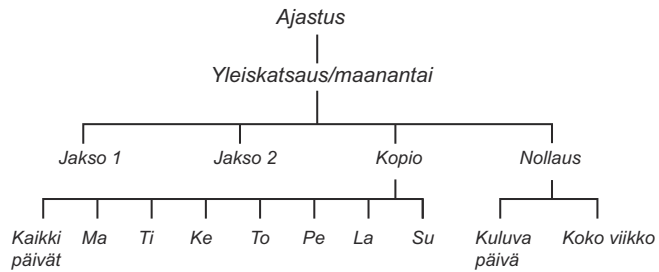 Ajastus
Yleiskatsaus/maanantai
Jakso 1 Jakso 2 Kopio Nollaus
Kaikki päivät Ma Ti Ke To Pe La Su Kuluva päivä Koko viikko